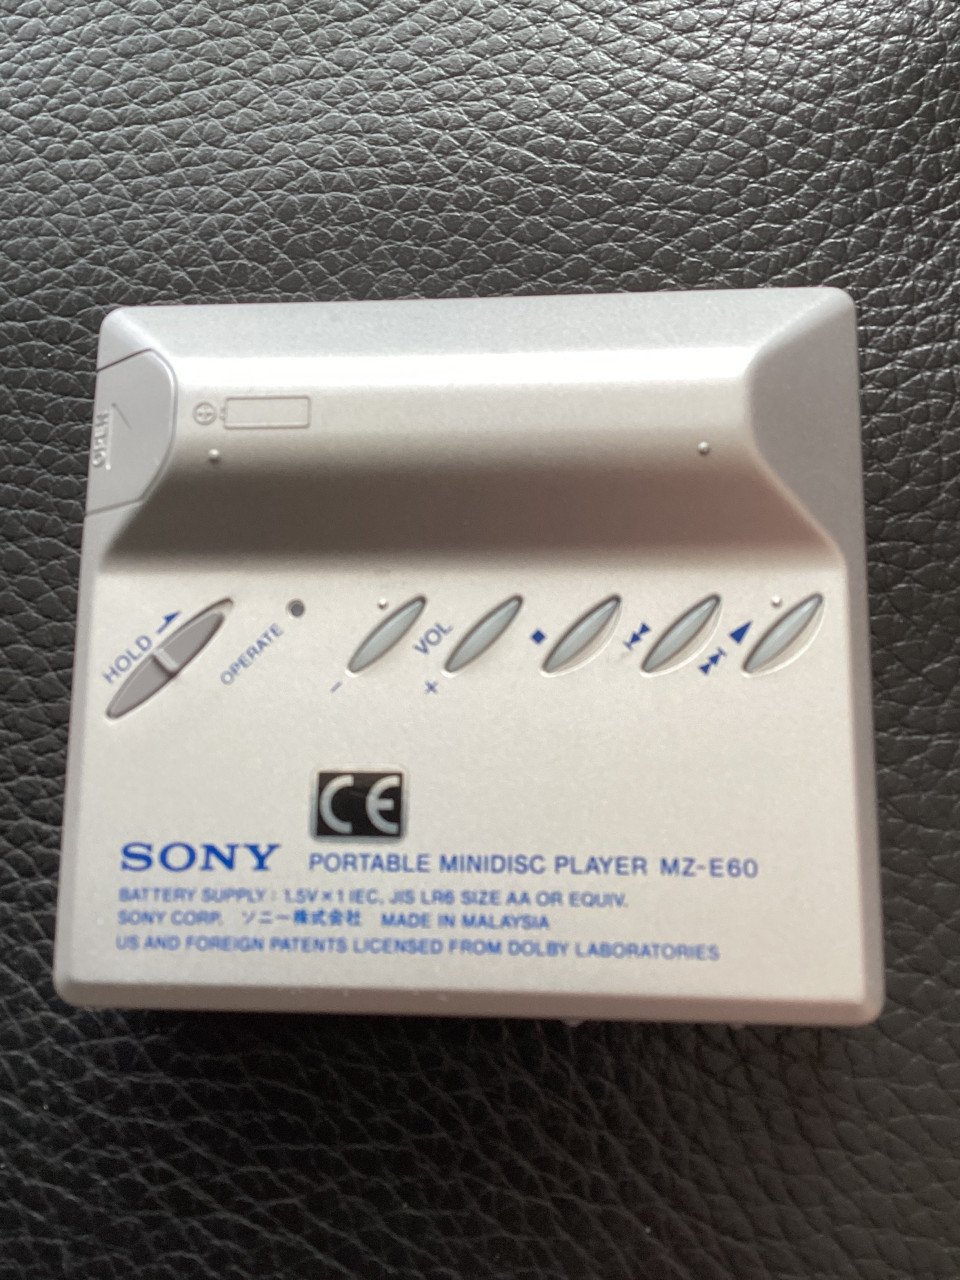 OPEN
HOLD
OPERATE
- VOL +
CE
SONY PORTABLE MINIDISC PLAYER MZ-E60
BATTERY SUPPLY : 1.5V×1 IEC, JIS LR6 SIZE AA OR EQUIV.
SONY CORP. ソニー株式会社 MADE IN MALAYSIA
US AND FOREIGN PATENTS LICENSED FROM DOLBY LABORATORIES